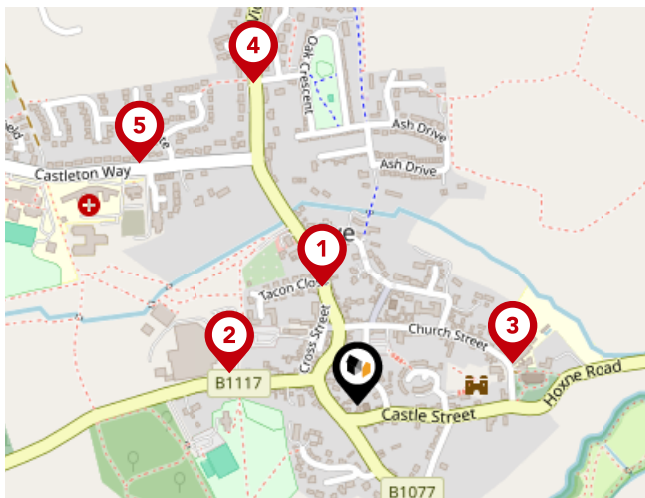 4
Oak Crescent
5
Ash Drive
Castleton Way
Ash Drive
1
Tacon Clo
2
Cross Street
Church Street
3
B1117
Castle Street
Hoxne Road
B1077